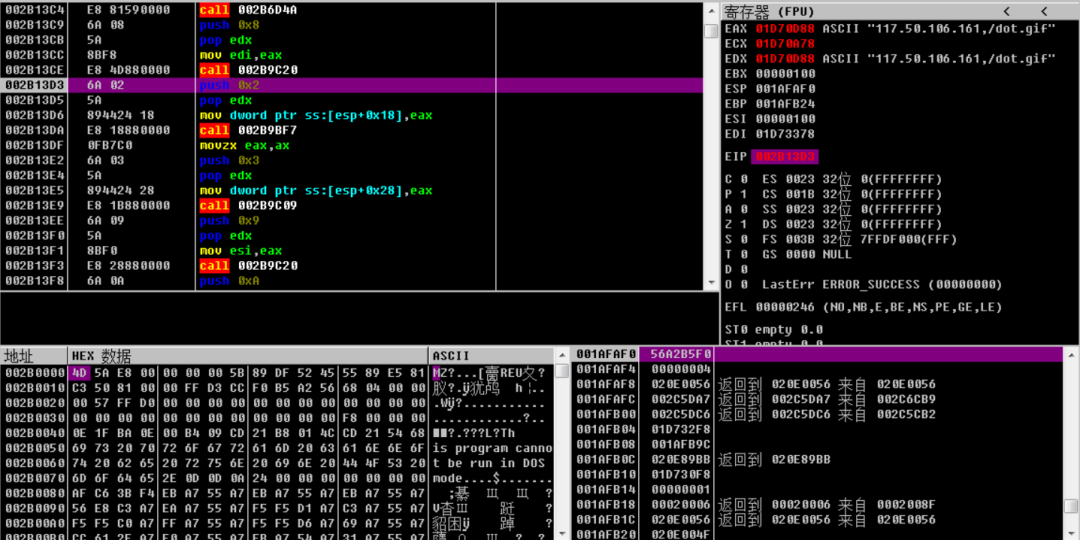 002B13C4 E8 81590000 call 002B6D4A
002B13C9 6A 08 push 0x8
002B13CB 5A pop edx
002B13CC 8BF8 mov edi,eax
002B13CE E8 4D880000 call 002B9C20
002B13D3 6A 02 push 0x2
002B13D5 5A pop edx
002B13D6 894424 18 mov dword ptr ss:[esp+0x18],eax
002B13DA E8 18880000 call 002B9BF7
002B13DF 0FB7C0 movzx eax,ax
002B13E2 6A 03 push 0x3
002B13E4 5A pop edx
002B13E5 894424 28 mov dword ptr ss:[esp+0x28],eax
002B13E9 E8 1B880000 call 002B9C09
002B13EE 6A 09 push 0x9
002B13F0 5A pop edx
002B13F1 8BF0 mov esi,eax
002B13F3 E8 28880000 call 002B9C20
002B13F8 6A 0A push 0xA
寄存器 (FPU) < <
EAX 01D70D88 ASCII "117.50.106.161,/dot.gif"
ECX 01D70A78
EDX 01D70D88 ASCII "117.50.106.161,/dot.gif"
EBX 00000100
ESP 001AFAF0
EBP 001AFB24
ESI 00000100
EDI 01D73378
EIP 002B13D3
C 0 ES 0023 32位 0(FFFFFFFF)
P 1 CS 001B 32位 0(FFFFFFFF)
A 0 SS 0023 32位 0(FFFFFFFF)
Z 1 DS 0023 32位 0(FFFFFFFF)
S 0 FS 003B 32位 7FFDF000(FFF)
T 0 GS 0000 NULL
D 0
O 0 LastErr ERROR_SUCCESS (00000000)
EFL 00000246 (NO,NB,E,BE,NS,PE,GE,LE)
ST0 empty 0.0
ST1 empty 0.0
地址 HEX 数据 ASCII
002B0000 4D 5A E8 00 00 00 00 5B 89 DF 52 45 55 89 E5 81
002B0010 C3 50 81 00 00 FF D3 CC F0 B5 A2 56 68 04 00 00
002B0020 00 57 FF D0 00 00 00 00 00 00 00 00 00 00 00 00 .Wÿ?...........
002B0030 00 00 00 00 00 00 00 00 00 00 00 00 F8 00 00 00 ............?..
002B0040 0E 1F BA 0E 00 B4 09 CD 21 B8 01 4C CD 21 54 68
002B0050 69 73 20 70 72 6F 67 72 61 6D 20 63 61 6E 6E 6F is program canno
002B0060 74 20 62 65 20 72 75 6E 20 69 6E 20 44 4F 53 20 t be run in DOS
002B0070 6D 6F 64 65 2E 0D 0D 0A 24 00 00 00 00 00 00 00 mode....$.......
002B0080 AF C6 3B F4 EB A7 55 A7 EB A7 55 A7 EB A7 55 A7
002B0090 56 E8 C3 A7 EA A7 55 A7 F5 F5 D1 A7 C3 A7 55 A7
002B00A0 F5 F5 C0 A7 FF A7 55 A7 F5 F5 D6 A7 69 A7 55 A7
002B00B0 CC 61 2E A7 E0 A7 55 A7 EB A7 54 A7 31 A7 55 A7
001AFAF0 56A2B5F0
001AFAF4 00000004
001AFAF8 020E0056 返回到 020E0056 来自 020E0056
001AFAFC 002C5DA7 返回到 002C5DA7 来自 002C6CB9
001AFB00 002C5DC6 返回到 002C5DC6 来自 002C5CB2
001AFB04 01D732F8
001AFB08 001AFB9C
001AFB0C 020E89BB 返回到 020E89BB
001AFB10 01D730F8
001AFB14 00000001
001AFB18 00020006 返回到 00020006 来自 0002008F
001AFB1C 020E0056 返回到 020E0056 来自 020E0056
001AFB20 020E004F